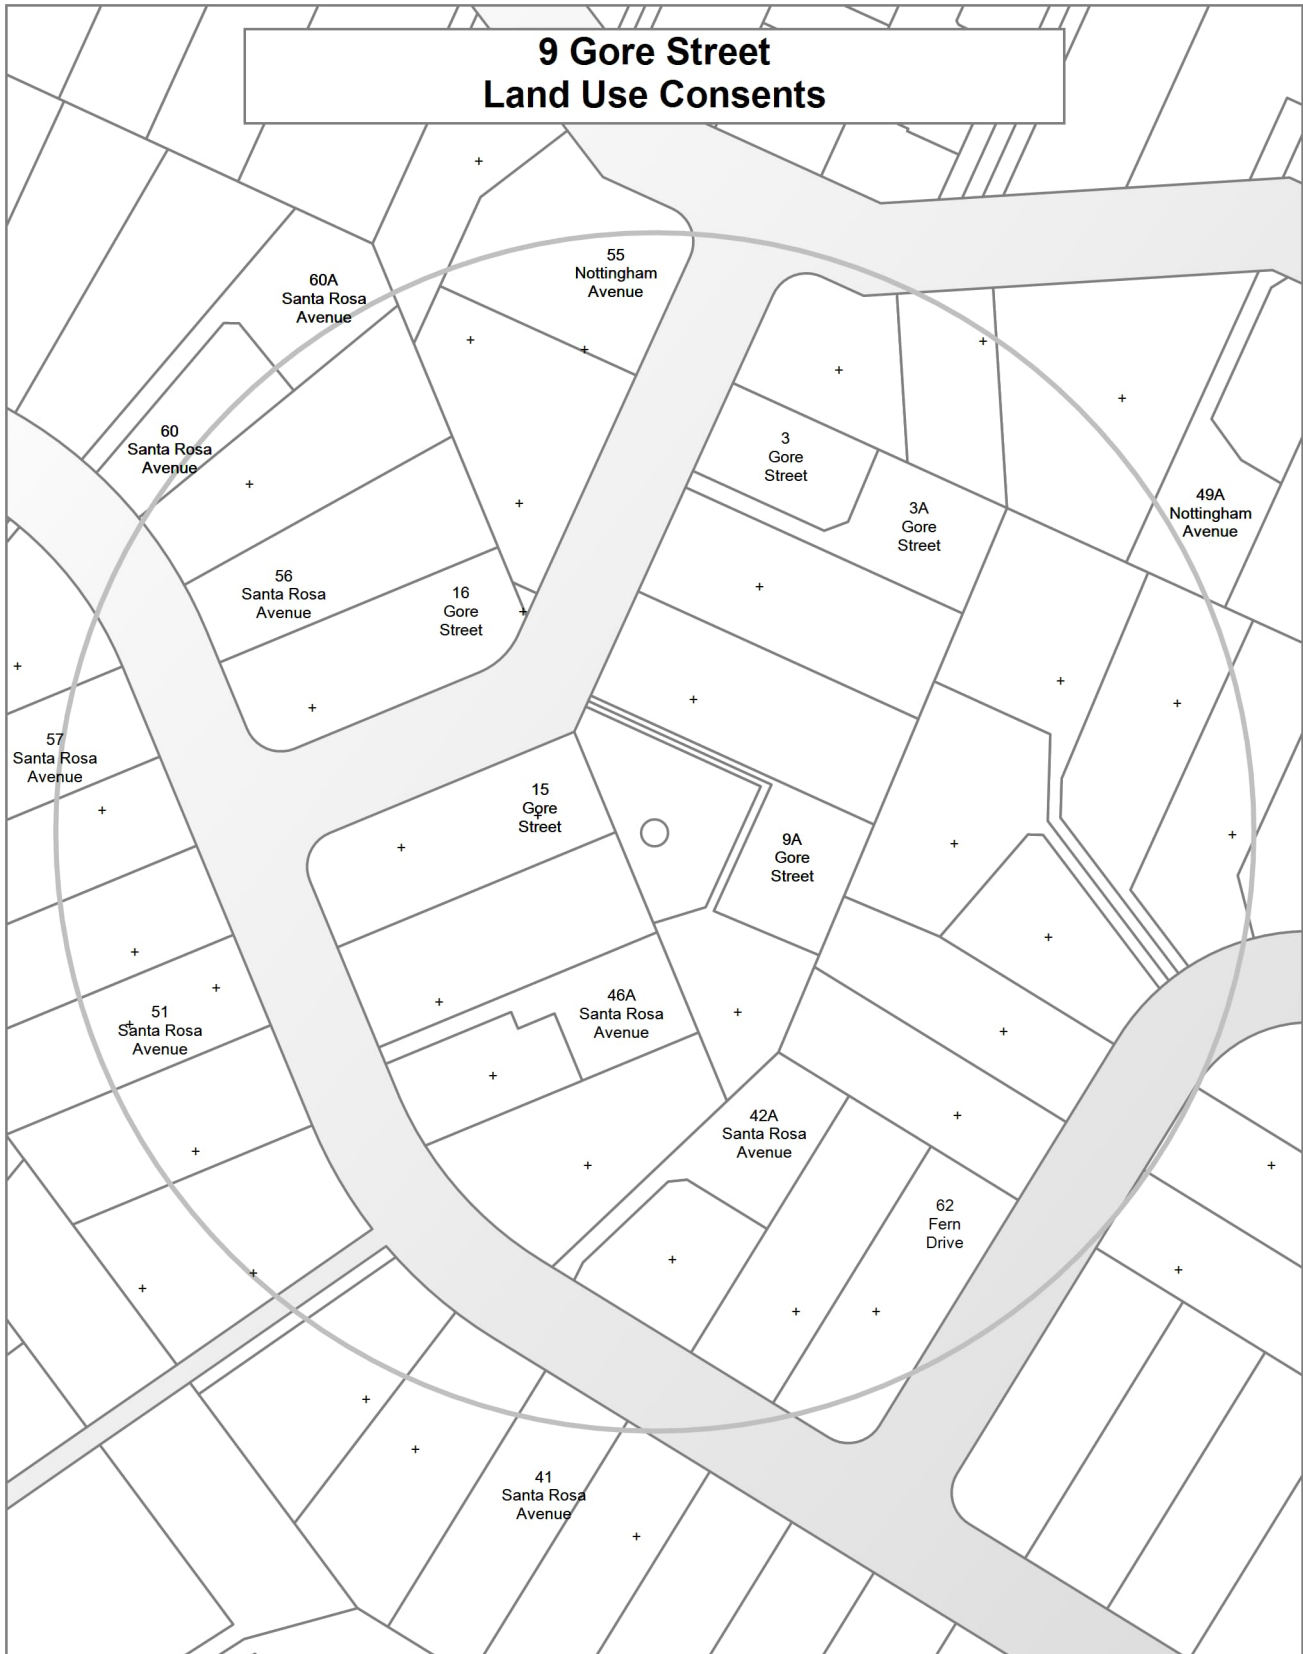 9 Gore Street
Land Use Consents
55
Nottingham
Avenue
60A
Santa Rosa
Avenue
60
Santa Rosa
Avenue
3
Gore
Street
3A
Gore
Street
49A
Nottingham
Avenue
56
Santa Rosa
Avenue
16
Gore
Street
57
Santa Rosa
Avenue
15
Gore
Street
9A
Gore
Street
46A
Santa Rosa
Avenue
51
Santa Rosa
Avenue
42A
Santa Rosa
Avenue
62
Fern
Drive
41
Santa Rosa
Avenue